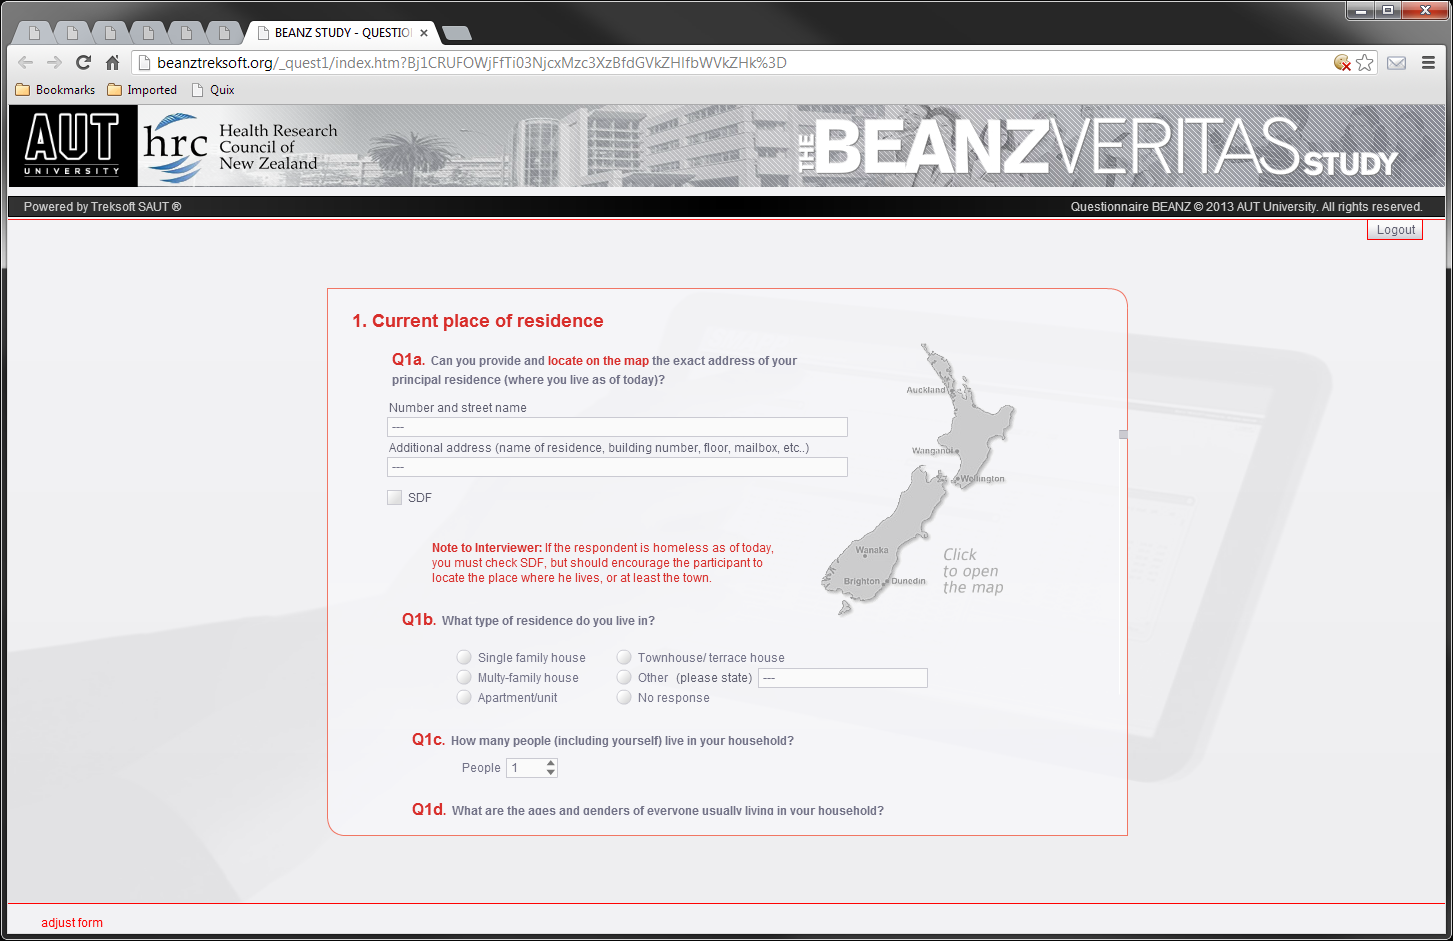 BEANZ STUDY - QUESTIO
beanztreksoft.org/_quest1/index.htm?Bj1CRUFOWjFfTi03NjcxMzc3XzBfdGVkZHIfbWVkZHk%3D
Bookmarks Imported Quix
AUT
UNIVERSITY
hrc Health Research
Council of
New Zealand
THE BEANZVERITAS STUDY
Powered by Treksoft SAUT ® Questionnaire BEANZ © 2013 AUT University. All rights reserved.
Logout
1. Current place of residence
Q1a. Can you provide and locate on the map the exact address of your
principal residence (where you live as of today)?
Number and street name
---
Additional address (name of residence, building number, floor, mailbox, etc..)
---
SDF
Auckland
Wanganoi
Wellington
Wanaka
Brighton Dunedin
Click
to open
the map
Note to Interviewer: If the respondent is homeless as of today,
you must check SDF, but should encourage the participant to
locate the place where he lives, or at least the town.
Q1b. What type of residence do you live in?
Single family house Townhouse/ terrace house
Multy-family house Other (please state) ---
Apartment/unit No response
Q1c. How many people (including yourself) live in your household?
People 1
Q1d. What are the ages and genders of everyone usually living in your household?
adjust form